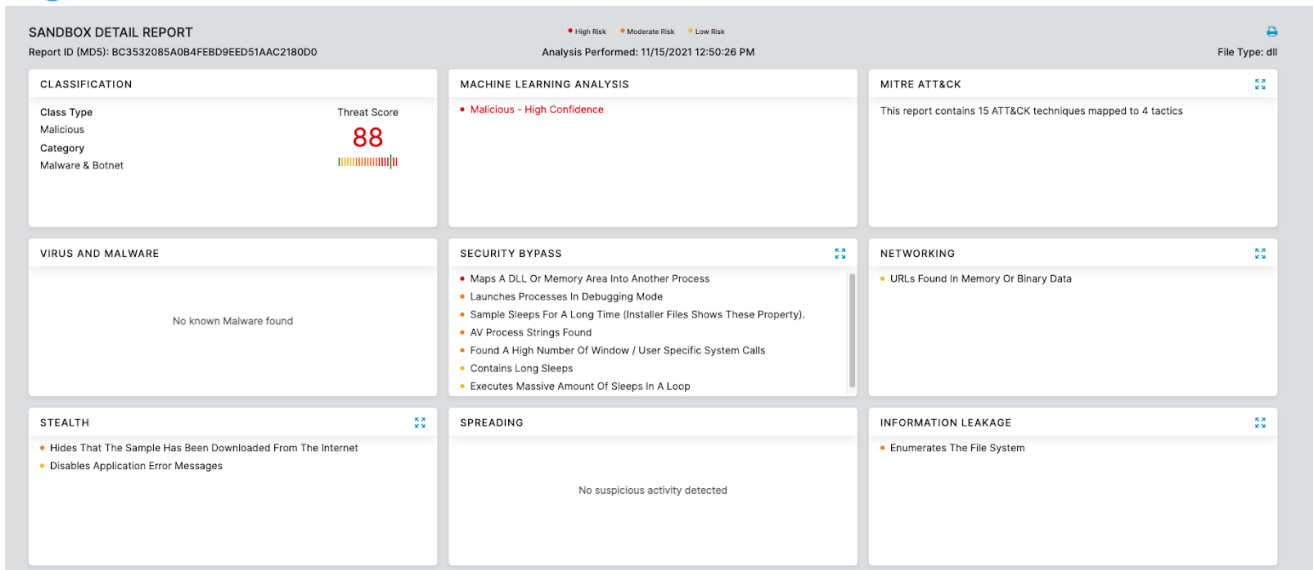 SANDBOX DETAIL REPORT
High Risk Moderate Risk Low Risk
Report ID (MD5): BC3532085A0B4FEBD9EED51AAC2180D0
Analysis Performed: 11/15/2021 12:50:26 PM
File Type: dll
CLASSIFICATION
Class Type
Malicious
Category
Malware & Botnet
Threat Score
88
MACHINE LEARNING ANALYSIS
• Malicious - High Confidence
MITRE ATT&CK
This report contains 15 ATT&CK techniques mapped to 4 tactics
VIRUS AND MALWARE
No known Malware found
SECURITY BYPASS
• Maps A DLL Or Memory Area Into Another Process
• Launches Processes In Debugging Mode
• Sample Sleeps For A Long Time (Installer Files Shows These Property).
• AV Process Strings Found
• Found A High Number Of Window / User Specific System Calls
• Contains Long Sleeps
• Executes Massive Amount Of Sleeps In A Loop
NETWORKING
• URLs Found In Memory Or Binary Data
STEALTH
• Hides That The Sample Has Been Downloaded From The Internet
• Disables Application Error Messages
SPREADING
No suspicious activity detected
INFORMATION LEAKAGE
• Enumerates The File System